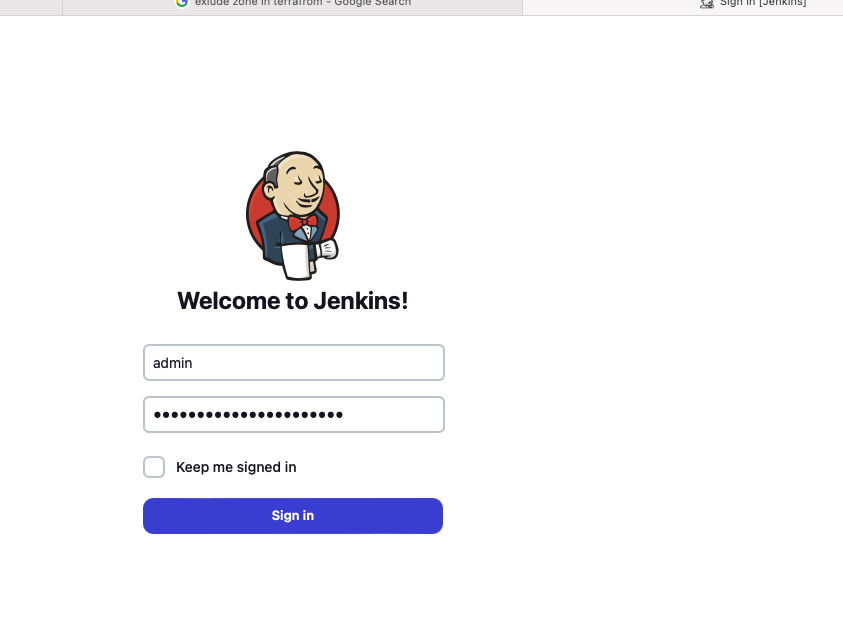 exlude zone in terrafrom - Google Search
Sign in [Jenkins]
Welcome to Jenkins!
admin
••••••••••••••••••••••
Keep me signed in
Sign in